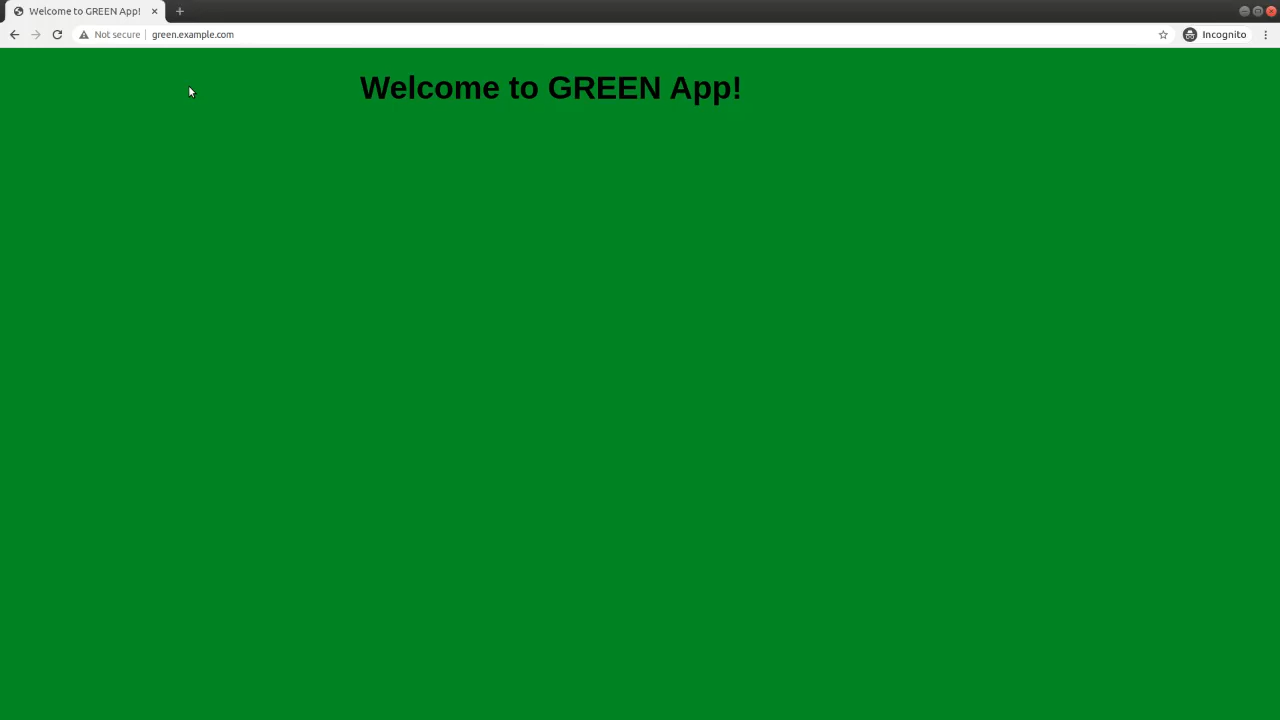 Welcome to GREEN App!
Not secure
green.example.com
Incognito
Welcome to GREEN App!